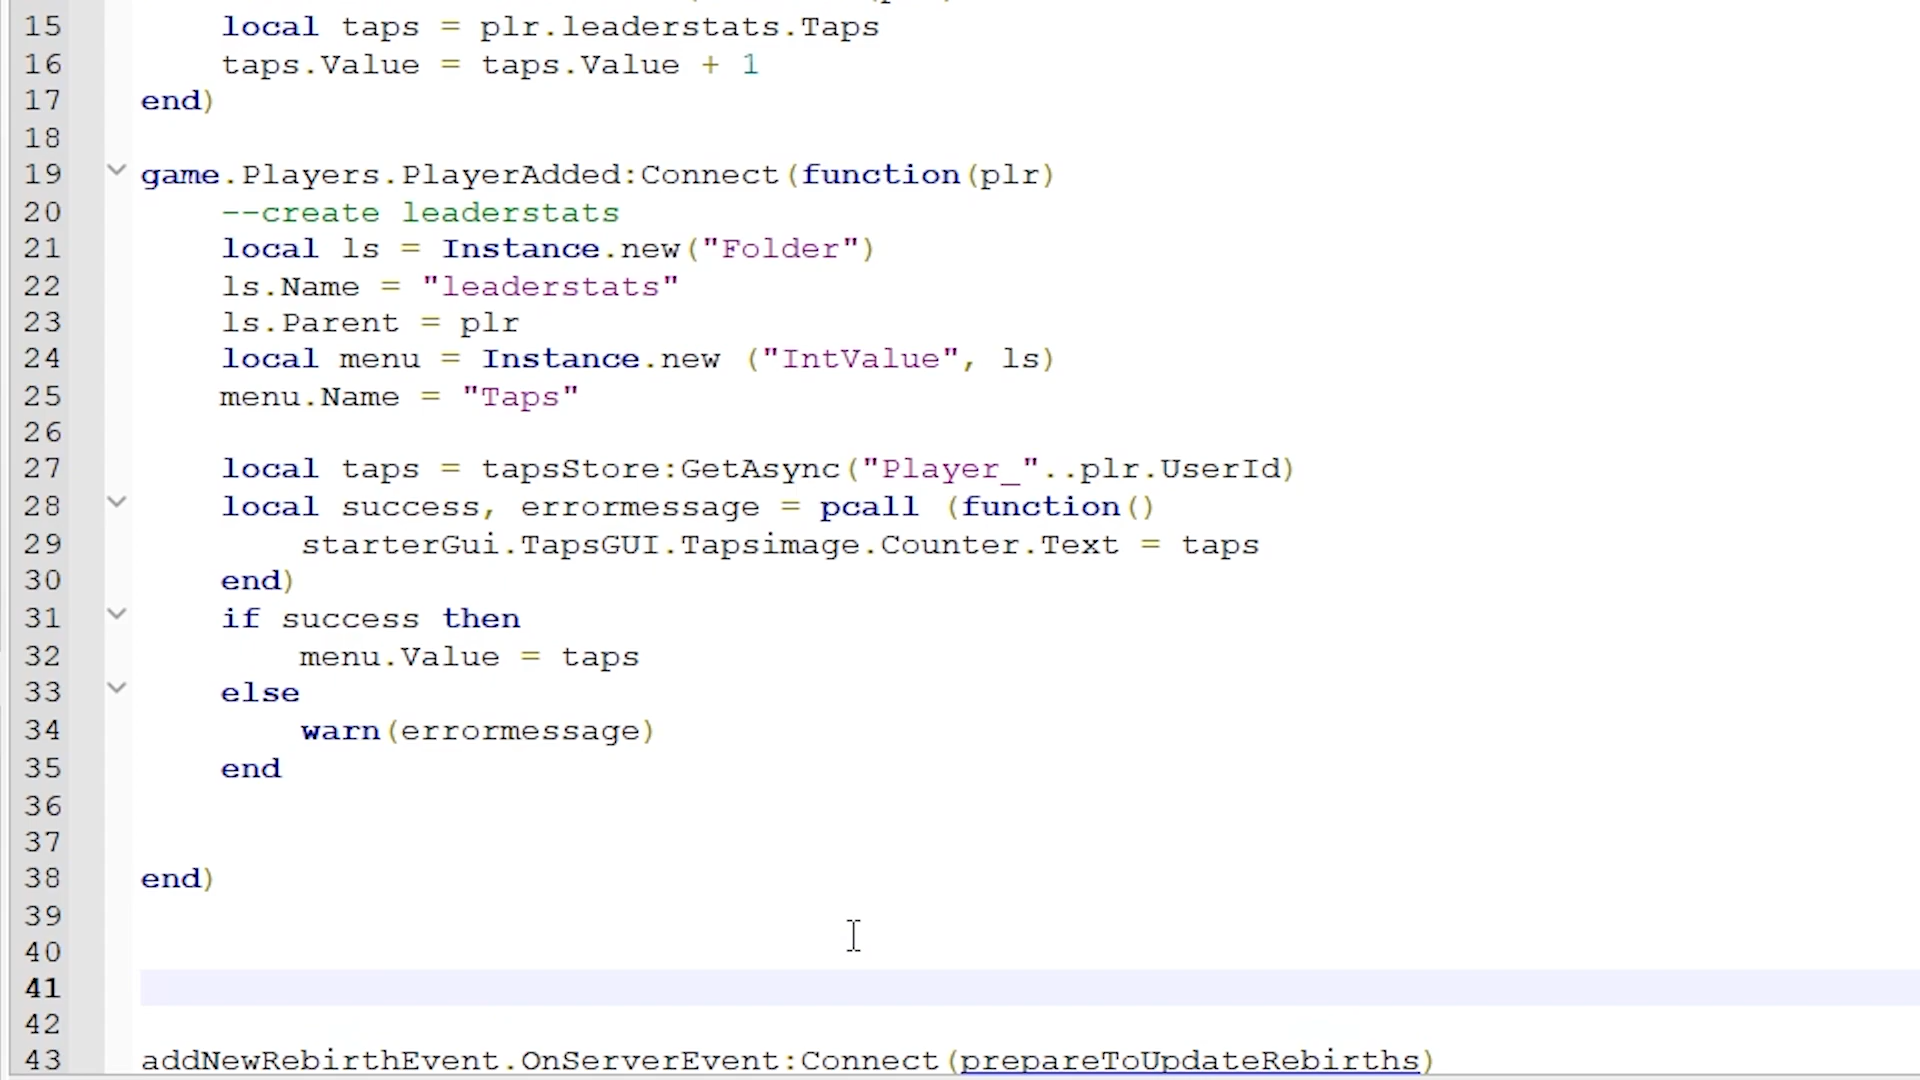 15 local taps = plr.leaderstats.Taps
16 taps.Value = taps.Value + 1
17 end)
18
19 game.Players.PlayerAdded:Connect(function(plr)
20 --create leaderstats
21 local ls = Instance.new("Folder")
22 ls.Name = "leaderstats"
23 ls.Parent = plr
24 local menu = Instance.new ("IntValue", ls)
25 menu.Name = "Taps"
26
27 local taps = tapsStore:GetAsync("Player_"..plr.UserId)
28 local success, errormessage = pcall (function()
29 starterGui.TapsGUI.Tapsimage.Counter.Text = taps
30 end)
31 if success then
32 menu.Value = taps
33 else
34 warn(errormessage)
35 end
36
37
38 end)
39
40
41
42
43 addNewRebirthEvent.OnServerEvent:Connect(prepareToUpdateRebirths)